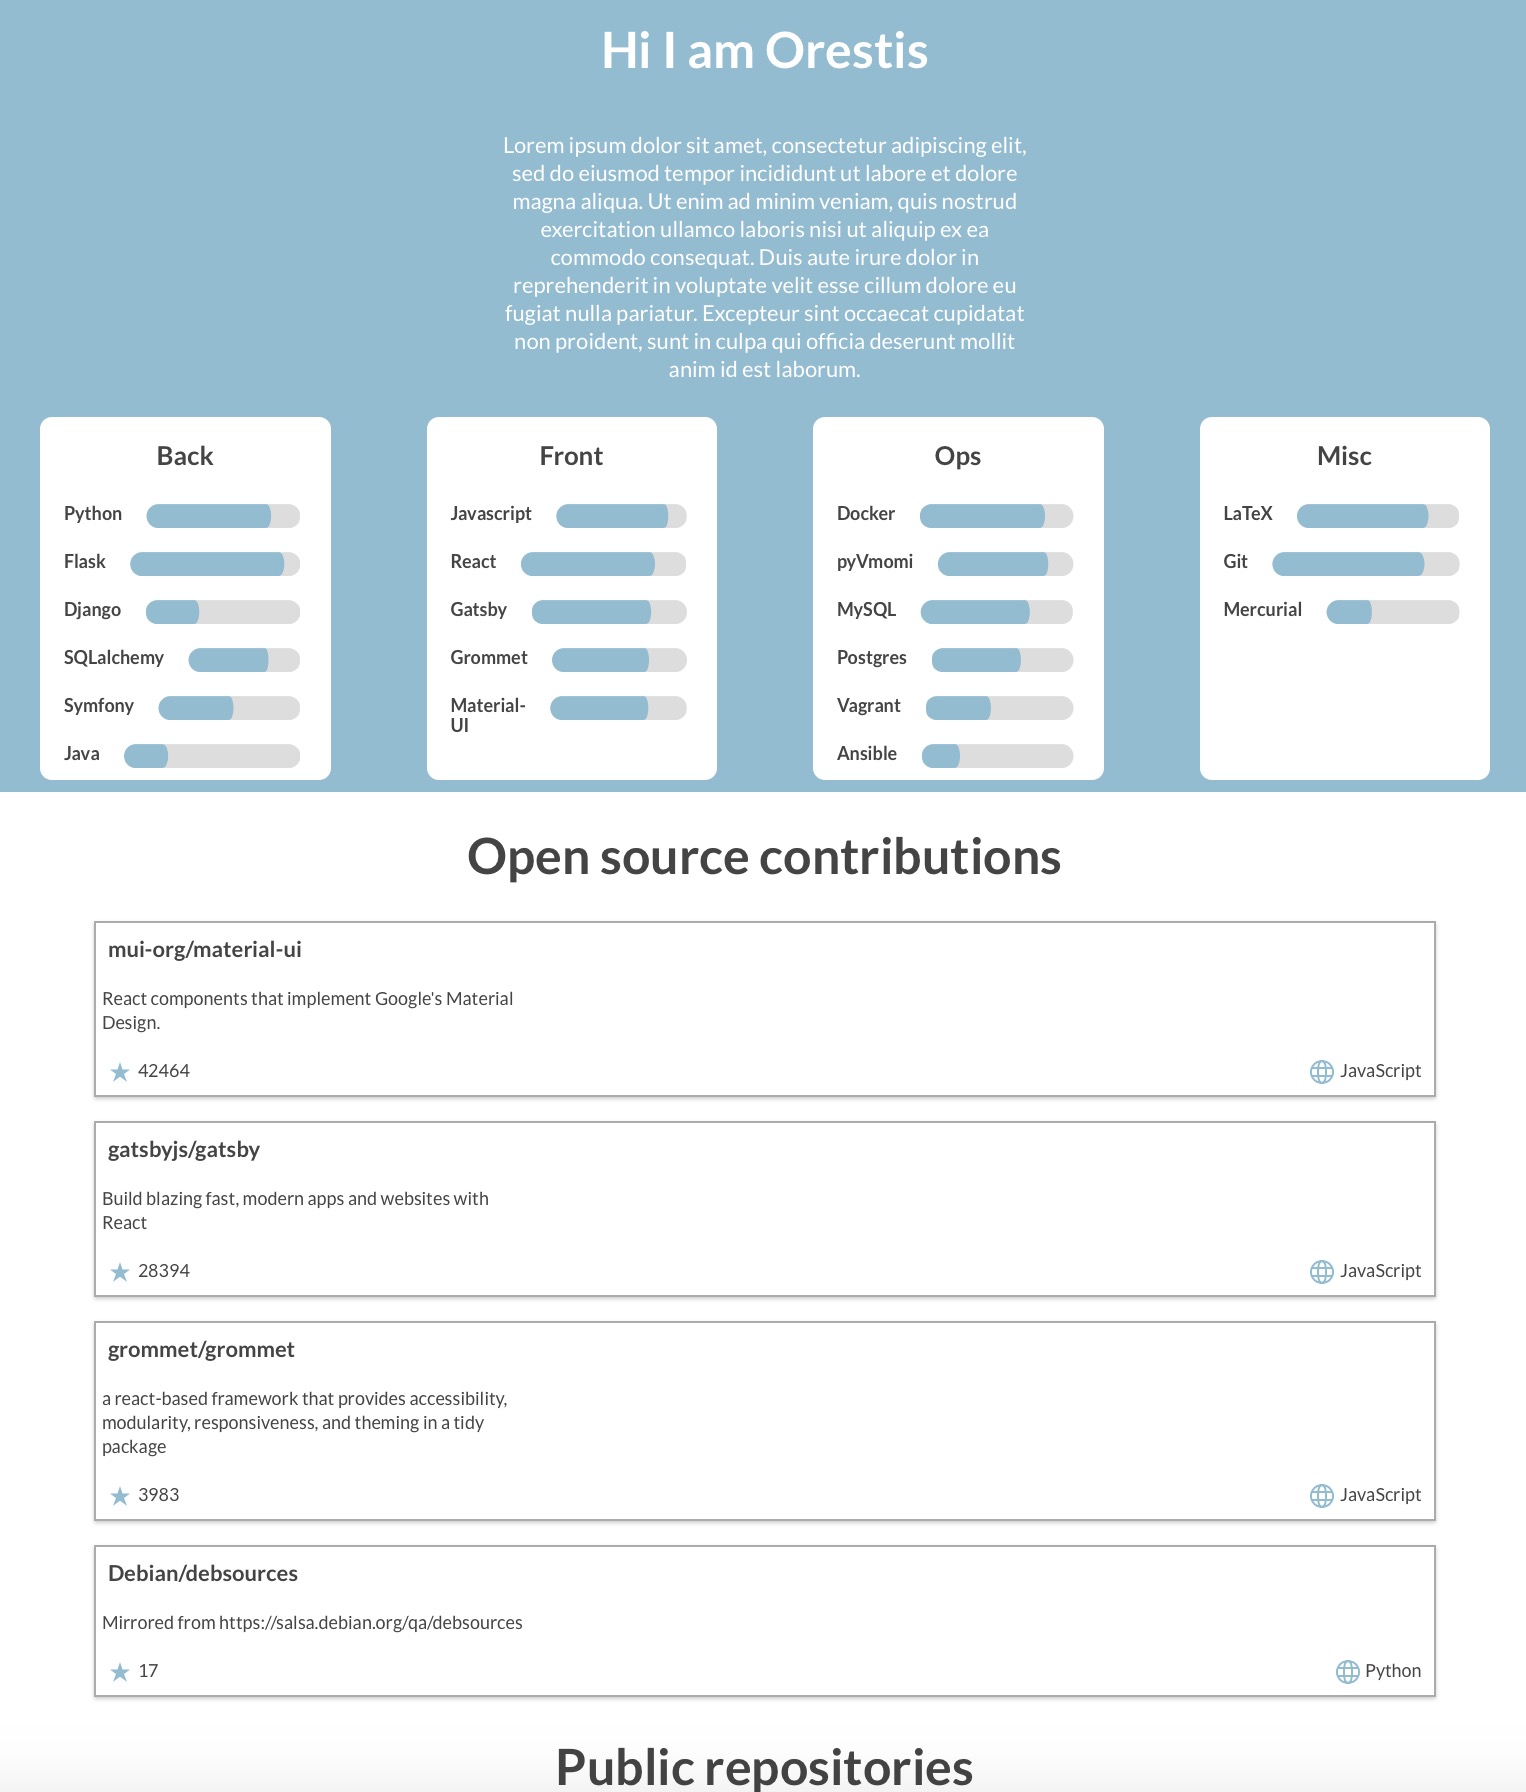 Hi I am Orestis
Lorem ipsum dolor sit amet, consectetur adipiscing elit,
sed do eiusmod tempor incididunt ut labore et dolore
magna aliqua. Ut enim ad minim veniam, quis nostrud
exercitation ullamco laboris nisi ut aliquip ex ea
commodo consequat. Duis aute irure dolor in
reprehenderit in voluptate velit esse cillum dolore eu
fugiat nulla pariatur. Excepteur sint occaecat cupidatat
non proident, sunt in culpa qui officia deserunt mollit
anim id est laborum.
Back
Python
Flask
Django
SQLalchemy
Symfony
Java
Front
Javascript
React
Gatsby
Grommet
Material-
UI
Ops
Docker
pyVmomi
MySQL
Postgres
Vagrant
Ansible
Misc
LaTeX
Git
Mercurial
Open source contributions
mui-org/material-ui
React components that implement Google's Material
Design.
42464
JavaScript
gatsbyjs/gatsby
Build blazing fast, modern apps and websites with
React
28394
JavaScript
grommet/grommet
a react-based framework that provides accessibility,
modularity, responsiveness, and theming in a tidy
package
3983
JavaScript
Debian/debsources
Mirrored from https://salsa.debian.org/qa/debsources
17
Python
Public repositories